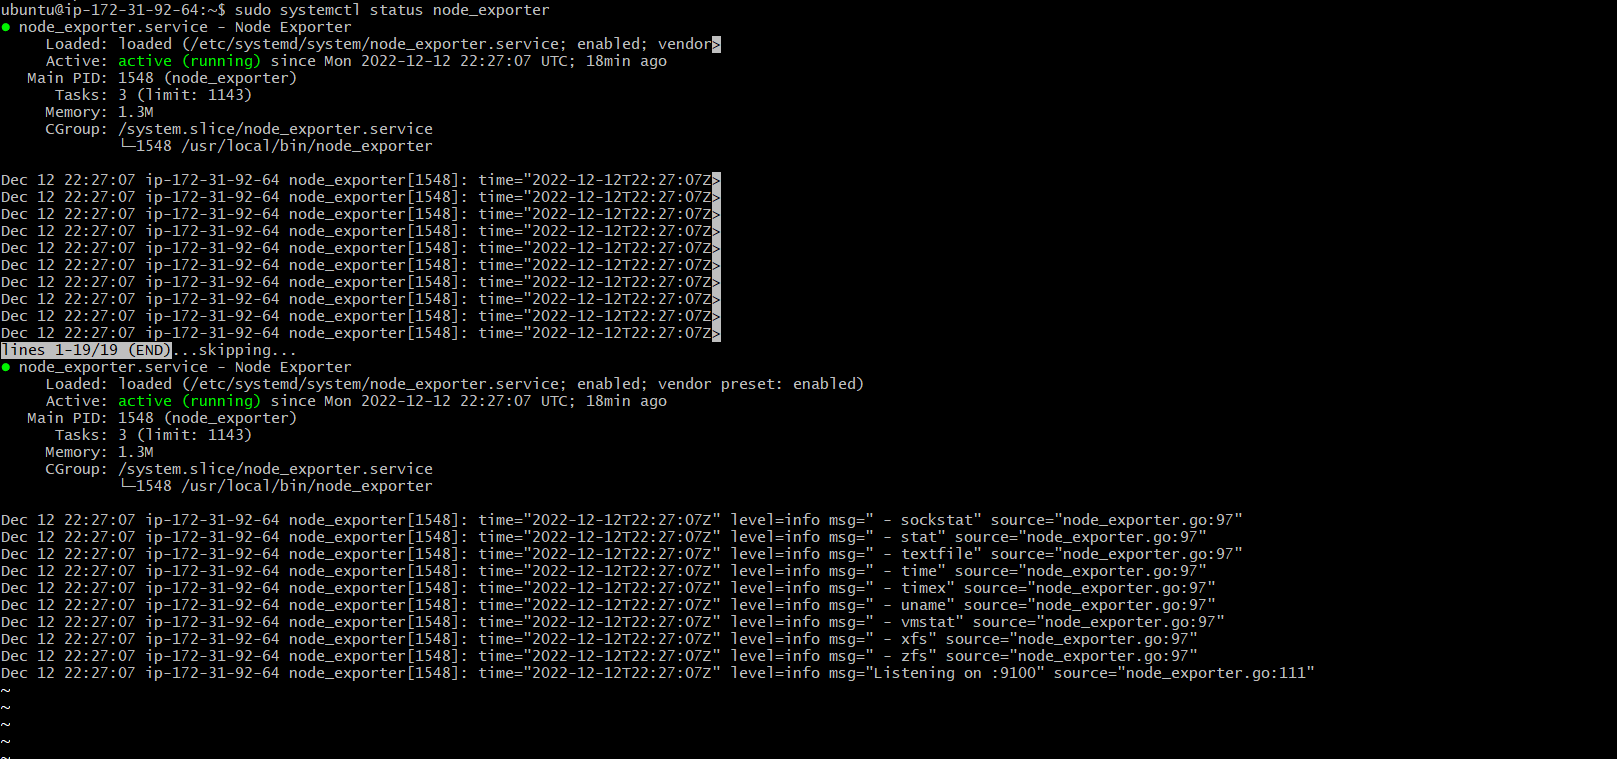 ubuntu@ip-172-31-92-64:~$ sudo systemctl status node_exporter
● node_exporter.service - Node Exporter
     Loaded: loaded (/etc/systemd/system/node_exporter.service; enabled; vendor>
     Active: active (running) since Mon 2022-12-12 22:27:07 UTC; 18min ago
   Main PID: 1548 (node_exporter)
      Tasks: 3 (limit: 1143)
     Memory: 1.3M
     CGroup: /system.slice/node_exporter.service
             └─1548 /usr/local/bin/node_exporter

Dec 12 22:27:07 ip-172-31-92-64 node_exporter[1548]: time="2022-12-12T22:27:07Z>
Dec 12 22:27:07 ip-172-31-92-64 node_exporter[1548]: time="2022-12-12T22:27:07Z>
Dec 12 22:27:07 ip-172-31-92-64 node_exporter[1548]: time="2022-12-12T22:27:07Z>
Dec 12 22:27:07 ip-172-31-92-64 node_exporter[1548]: time="2022-12-12T22:27:07Z>
Dec 12 22:27:07 ip-172-31-92-64 node_exporter[1548]: time="2022-12-12T22:27:07Z>
Dec 12 22:27:07 ip-172-31-92-64 node_exporter[1548]: time="2022-12-12T22:27:07Z>
Dec 12 22:27:07 ip-172-31-92-64 node_exporter[1548]: time="2022-12-12T22:27:07Z>
Dec 12 22:27:07 ip-172-31-92-64 node_exporter[1548]: time="2022-12-12T22:27:07Z>
Dec 12 22:27:07 ip-172-31-92-64 node_exporter[1548]: time="2022-12-12T22:27:07Z>
Dec 12 22:27:07 ip-172-31-92-64 node_exporter[1548]: time="2022-12-12T22:27:07Z>
lines 1-19/19 (END)...skipping...
● node_exporter.service - Node Exporter
     Loaded: loaded (/etc/systemd/system/node_exporter.service; enabled; vendor preset: enabled)
     Active: active (running) since Mon 2022-12-12 22:27:07 UTC; 18min ago
   Main PID: 1548 (node_exporter)
      Tasks: 3 (limit: 1143)
     Memory: 1.3M
     CGroup: /system.slice/node_exporter.service
             └─1548 /usr/local/bin/node_exporter

Dec 12 22:27:07 ip-172-31-92-64 node_exporter[1548]: time="2022-12-12T22:27:07Z" level=info msg=" - sockstat" source="node_exporter.go:97"
Dec 12 22:27:07 ip-172-31-92-64 node_exporter[1548]: time="2022-12-12T22:27:07Z" level=info msg=" - stat" source="node_exporter.go:97"
Dec 12 22:27:07 ip-172-31-92-64 node_exporter[1548]: time="2022-12-12T22:27:07Z" level=info msg=" - textfile" source="node_exporter.go:97"
Dec 12 22:27:07 ip-172-31-92-64 node_exporter[1548]: time="2022-12-12T22:27:07Z" level=info msg=" - time" source="node_exporter.go:97"
Dec 12 22:27:07 ip-172-31-92-64 node_exporter[1548]: time="2022-12-12T22:27:07Z" level=info msg=" - timex" source="node_exporter.go:97"
Dec 12 22:27:07 ip-172-31-92-64 node_exporter[1548]: time="2022-12-12T22:27:07Z" level=info msg=" - uname" source="node_exporter.go:97"
Dec 12 22:27:07 ip-172-31-92-64 node_exporter[1548]: time="2022-12-12T22:27:07Z" level=info msg=" - vmstat" source="node_exporter.go:97"
Dec 12 22:27:07 ip-172-31-92-64 node_exporter[1548]: time="2022-12-12T22:27:07Z" level=info msg=" - xfs" source="node_exporter.go:97"
Dec 12 22:27:07 ip-172-31-92-64 node_exporter[1548]: time="2022-12-12T22:27:07Z" level=info msg=" - zfs" source="node_exporter.go:97"
Dec 12 22:27:07 ip-172-31-92-64 node_exporter[1548]: time="2022-12-12T22:27:07Z" level=info msg="Listening on :9100" source="node_exporter.go:111"
~
~
~
~
~